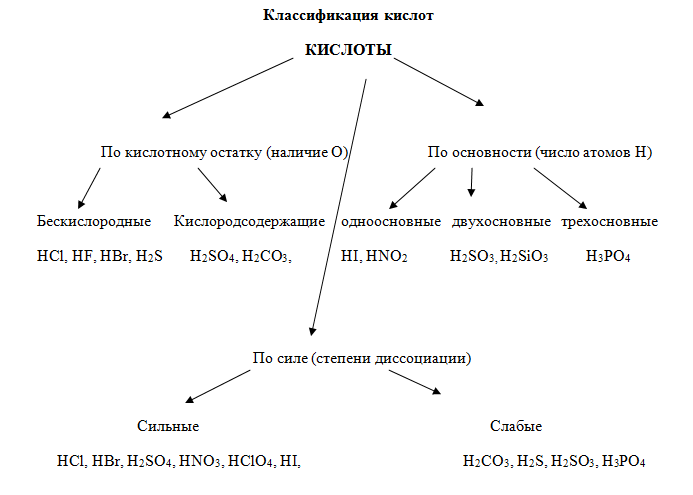 Классификация кислот
КИСЛОТЫ
По кислотному остатку (наличие О) По основности (число атомов Н)
Бескислородные Кислородсодержащие одноосновные двухосновные трехосновные
HCl, HF, HBr, H2S H2SO4, H2CO3, HI, HNO2 H2SO3, H2SiO3 H3PO4
По силе (степени диссоциации)
Сильные Слабые
HCl, HBr, H2SO4, HNO3, HClO4, HI, H2CO3, H2S, H2SO3, H3PO4